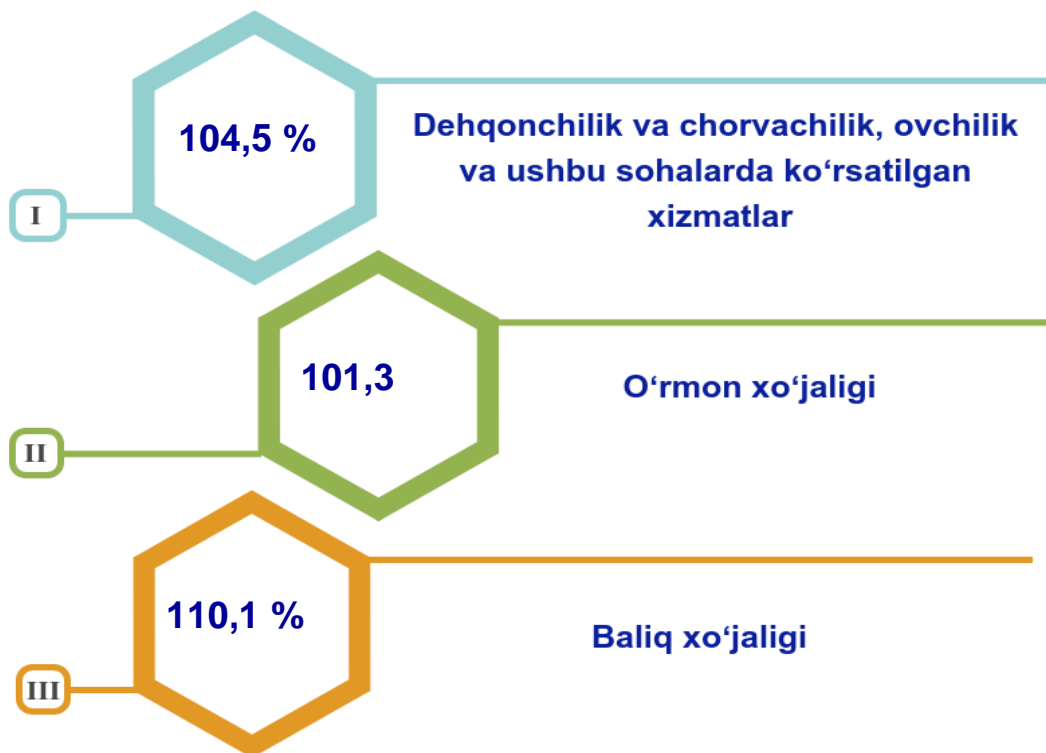 104,5 %
Dehqonchilik va chorvachilik, ovchilik
va ushbu sohalarda ko‘rsatilgan
xizmatlar
I
101,3
O‘rmon xo‘jaligi
II
110,1 %
Baliq xo‘jaligi
III